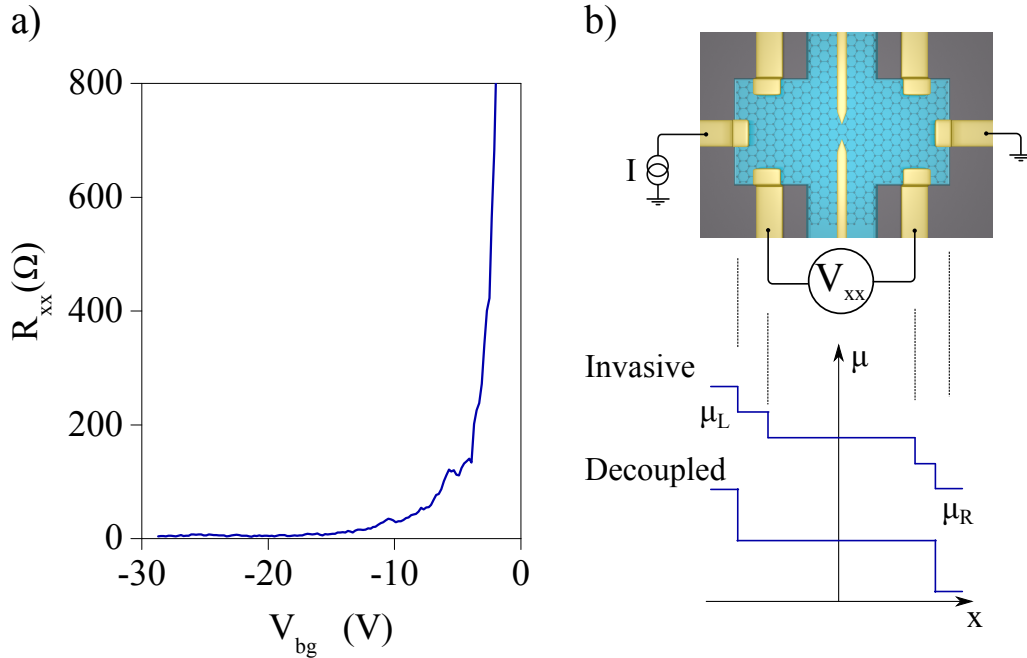 a)
800
600
400
200
0
R_xx(Ω)
-30
-20
-10
0
V_bg (V)
b)
I
V_xx
μ
Invasive
μ_L
Decoupled
μ_R
x